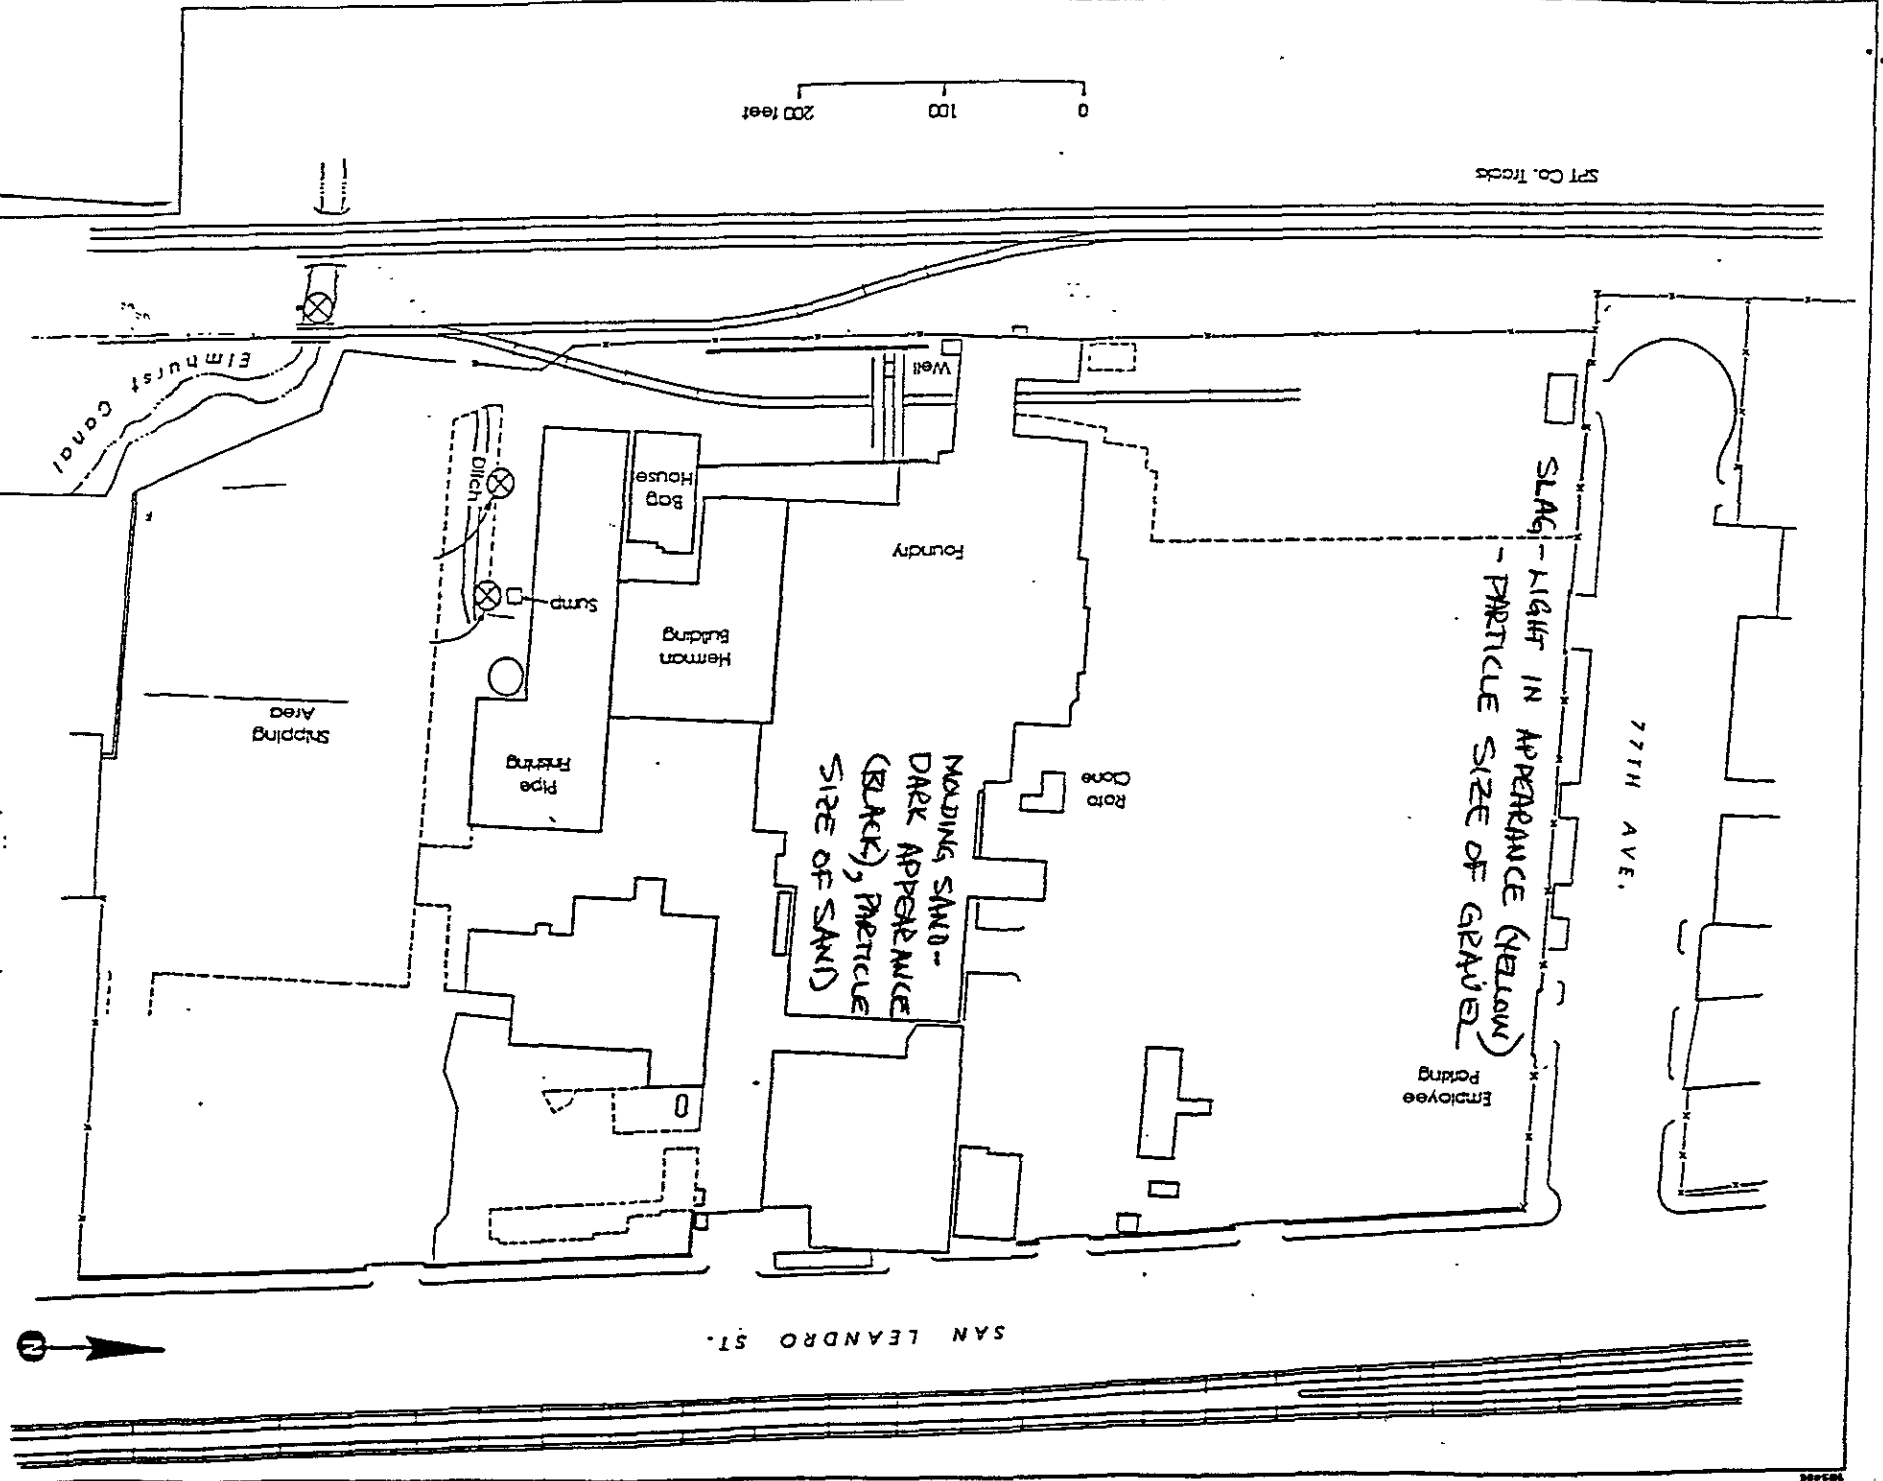 SAN LEANDRO ST.
N
Employee
Parking
77TH AVE.
Roto
Clone
Pipe
Finishing
Shipping
Area
Herman
Building
Sump
Foundry
Bag
House
Ditch
Well
Elmhurst Canal
SPT Co. Tracks
0 100 200 feet
MOLDING SAND-
DARK APPEARANCE
(BLACK), PARTICLE
SIZE OF SAND
SLAG - LIGHT IN APPEARANCE (YELLOW)
- PARTICLE SIZE OF GRAVEL